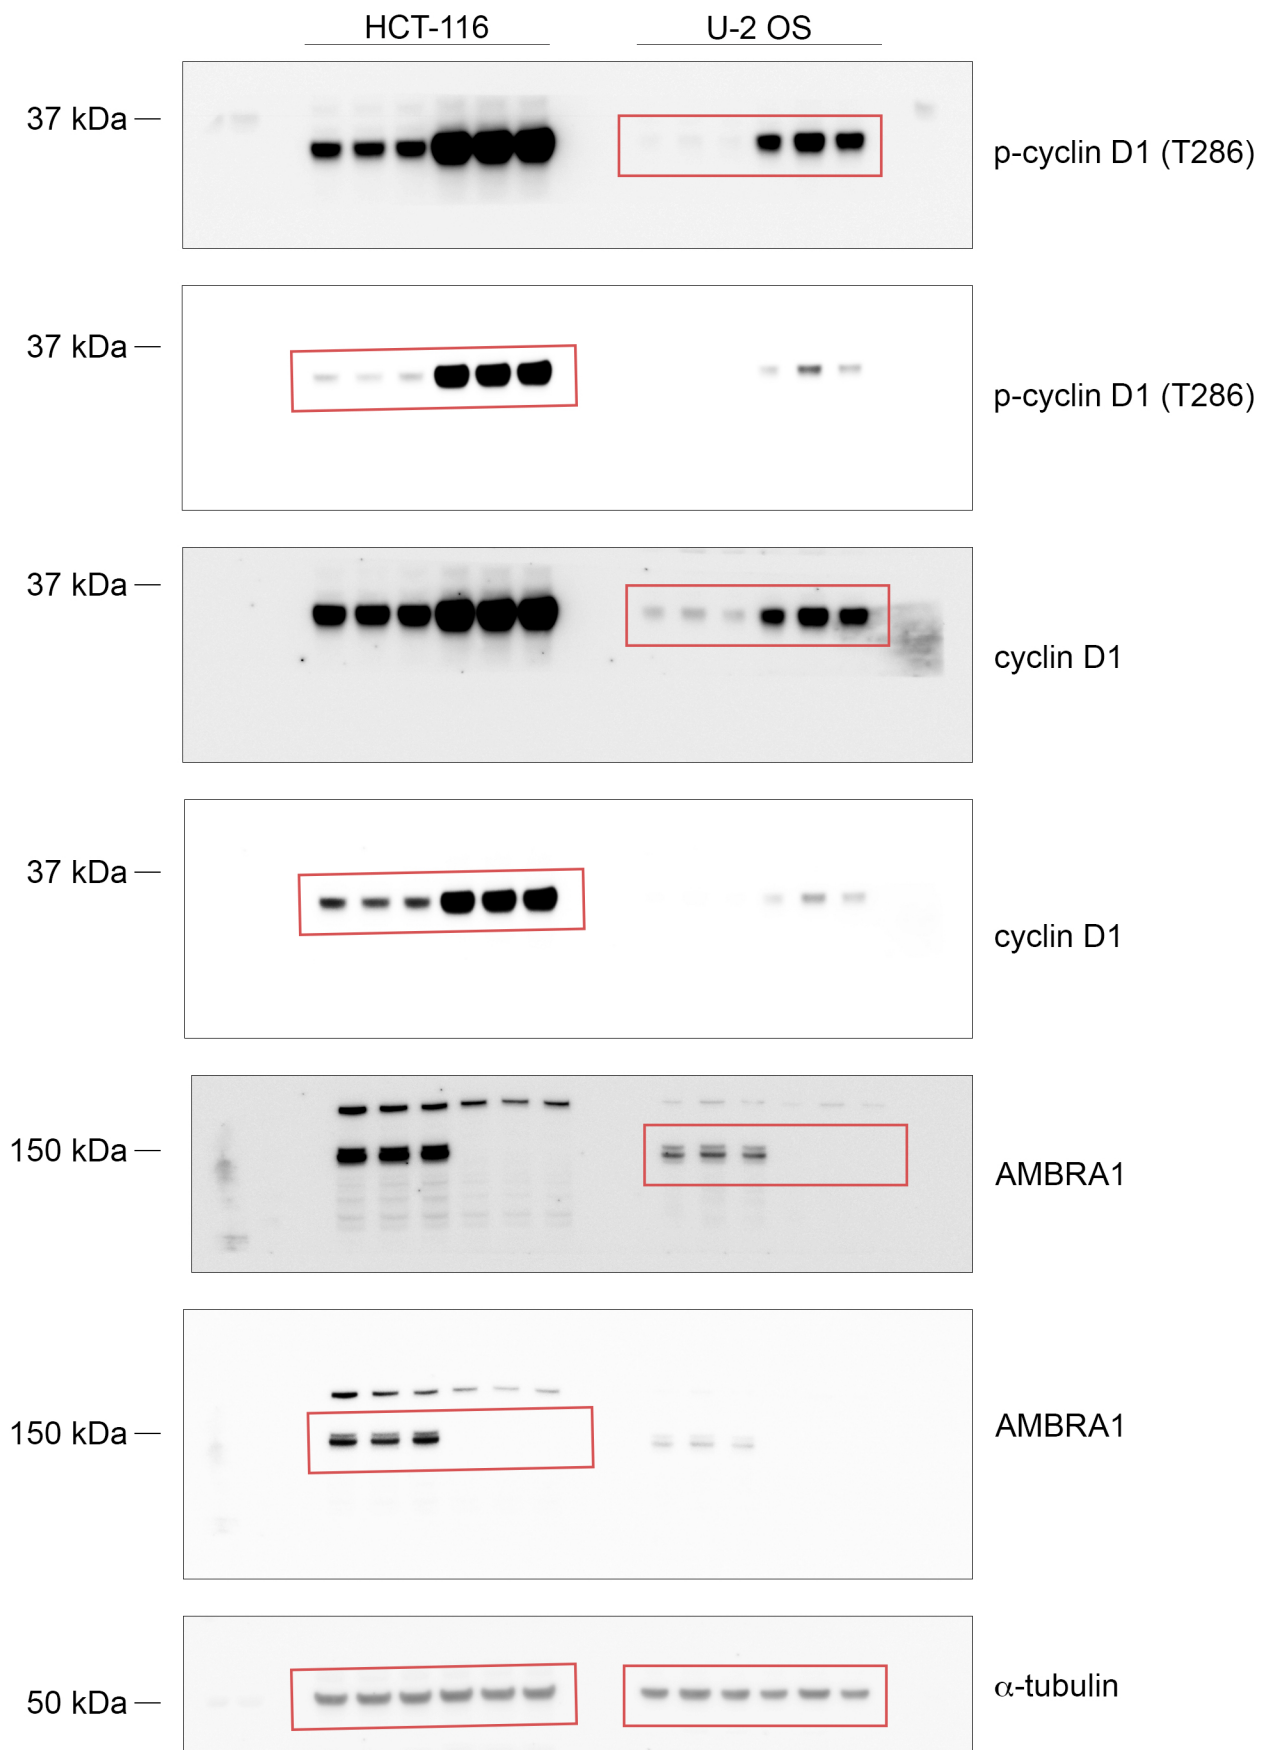 HCT-116 U-2 OS
37 kDa
p-cyclin D1 (T286)
37 kDa
p-cyclin D1 (T286)
37 kDa
cyclin D1
37 kDa
cyclin D1
150 kDa
AMBRA1
150 kDa
AMBRA1
50 kDa
α-tubulin